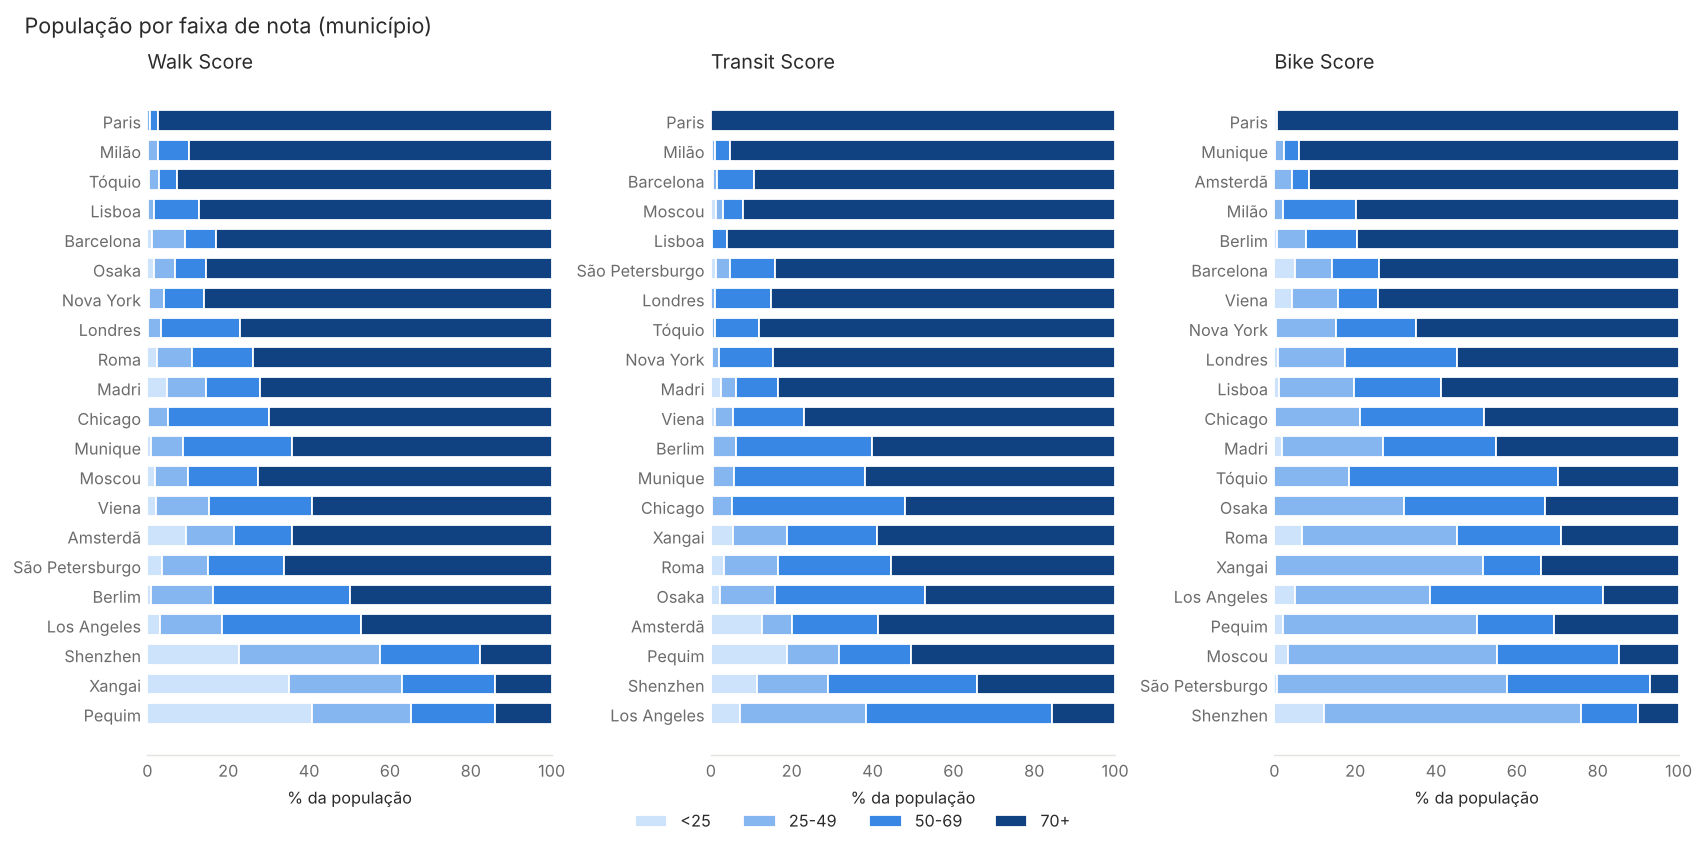 População por faixa de nota (município)
Walk Score
Paris
Milão
Tóquio
Lisboa
Barcelona
Osaka
Nova York
Londres
Roma
Madri
Chicago
Munique
Moscou
Viena
Amsterdã
São Petersburgo
Berlim
Los Angeles
Shenzhen
Xangai
Pequim
0 20 40 60 80 100
% da população
Transit Score
Paris
Milão
Barcelona
Moscou
Lisboa
São Petersburgo
Londres
Tóquio
Nova York
Madri
Viena
Berlim
Munique
Chicago
Xangai
Roma
Osaka
Amsterdã
Pequim
Shenzhen
Los Angeles
0 20 40 60 80 100
% da população
Bike Score
Paris
Munique
Amsterdã
Milão
Berlim
Barcelona
Viena
Nova York
Londres
Lisboa
Chicago
Madri
Tóquio
Osaka
Roma
Xangai
Los Angeles
Pequim
Moscou
São Petersburgo
Shenzhen
0 20 40 60 80 100
% da população
<25 25-49 50-69 70+